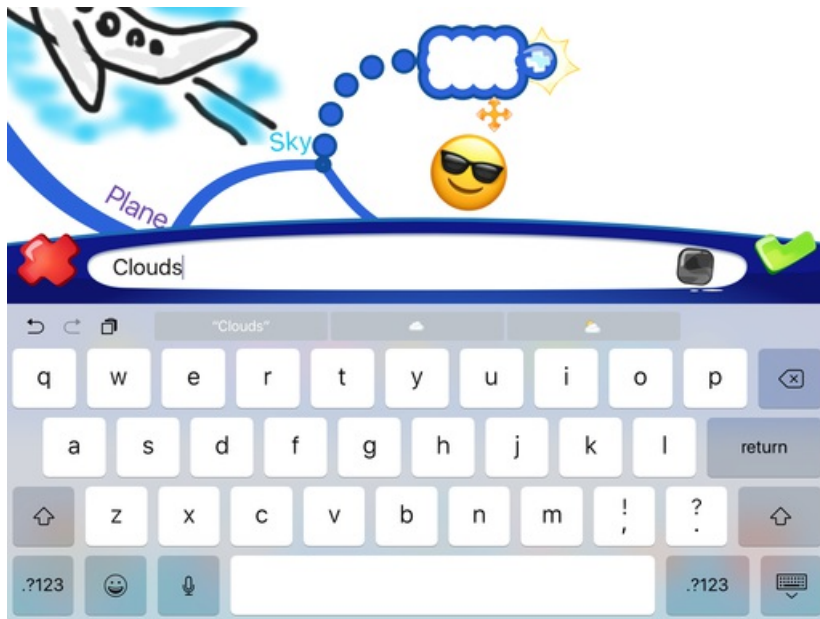 Sky
Plane
Clouds
"Clouds"
q w e r t y u i o p
a s d f g h j k l return
z x c v b n m ! , ? .
.?123 .?123